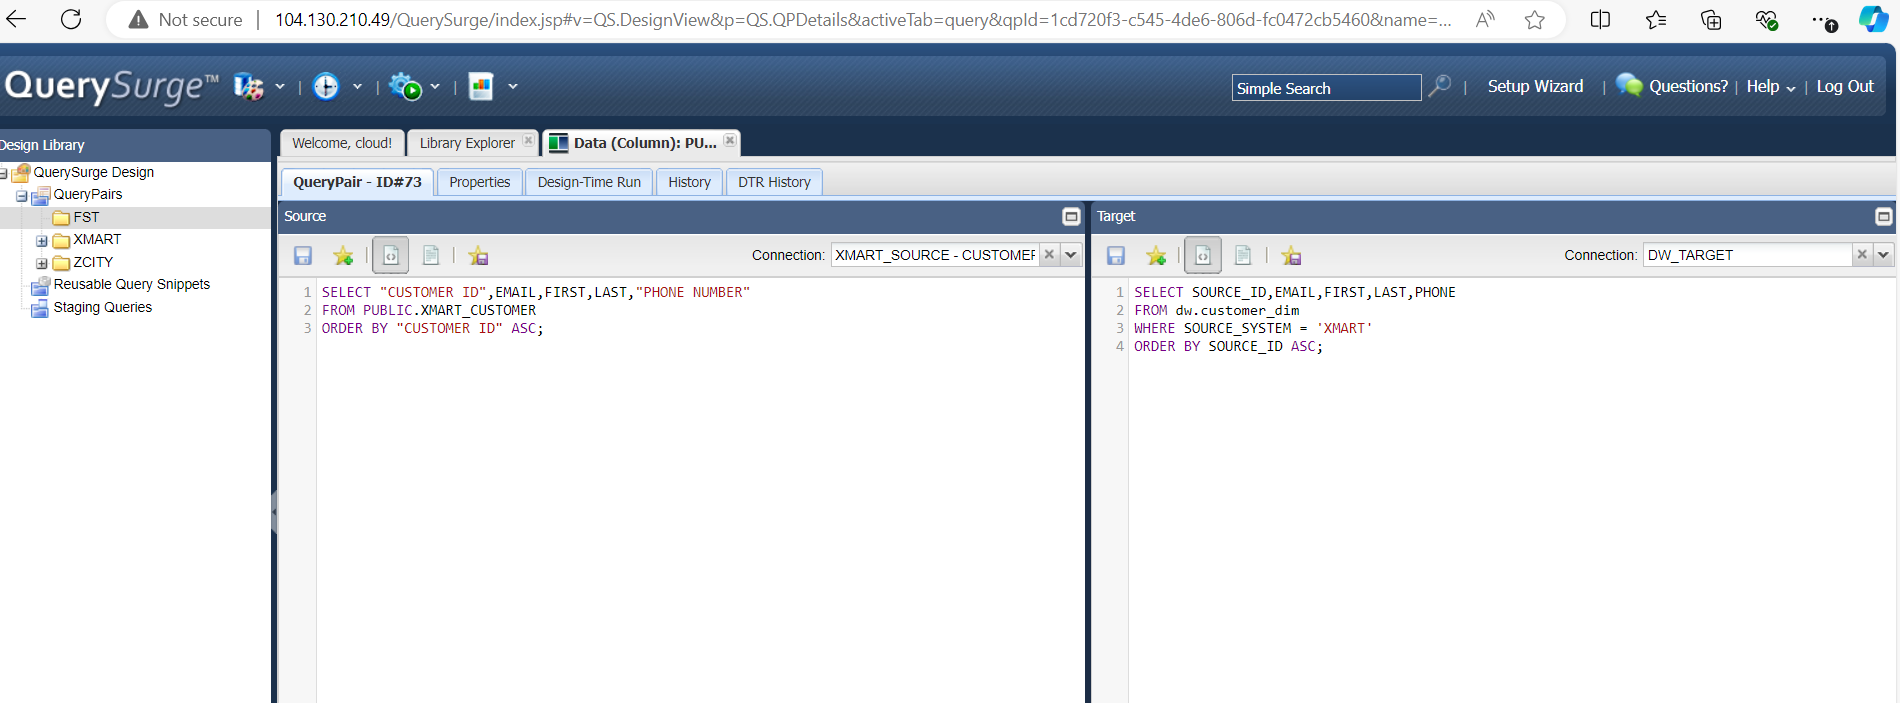 Not secure | 104.130.210.49/QuerySurge/index.jsp#v=QS.DesignView&p=QS.QPDetails&activeTab=query&qpId=1cd720f3-c545-4de6-806d-fc0472cb5460&name=...
QuerySurge™ Simple Search | Setup Wizard | Questions? | Help | Log Out
Design Library
QuerySurge Design
QueryPairs
FST
XMART
ZCITY
Reusable Query Snippets
Staging Queries
Welcome, cloud! Library Explorer Data (Column): PU...
QueryPair - ID#73 Properties Design-Time Run History DTR History
Source
Connection: XMART_SOURCE - CUSTOMER
1 SELECT "CUSTOMER ID",EMAIL,FIRST,LAST,"PHONE NUMBER"
2 FROM PUBLIC.XMART_CUSTOMER
3 ORDER BY "CUSTOMER ID" ASC;
Target
Connection: DW_TARGET
1 SELECT SOURCE_ID,EMAIL,FIRST,LAST,PHONE
2 FROM dw.customer_dim
3 WHERE SOURCE_SYSTEM = 'XMART'
4 ORDER BY SOURCE_ID ASC;